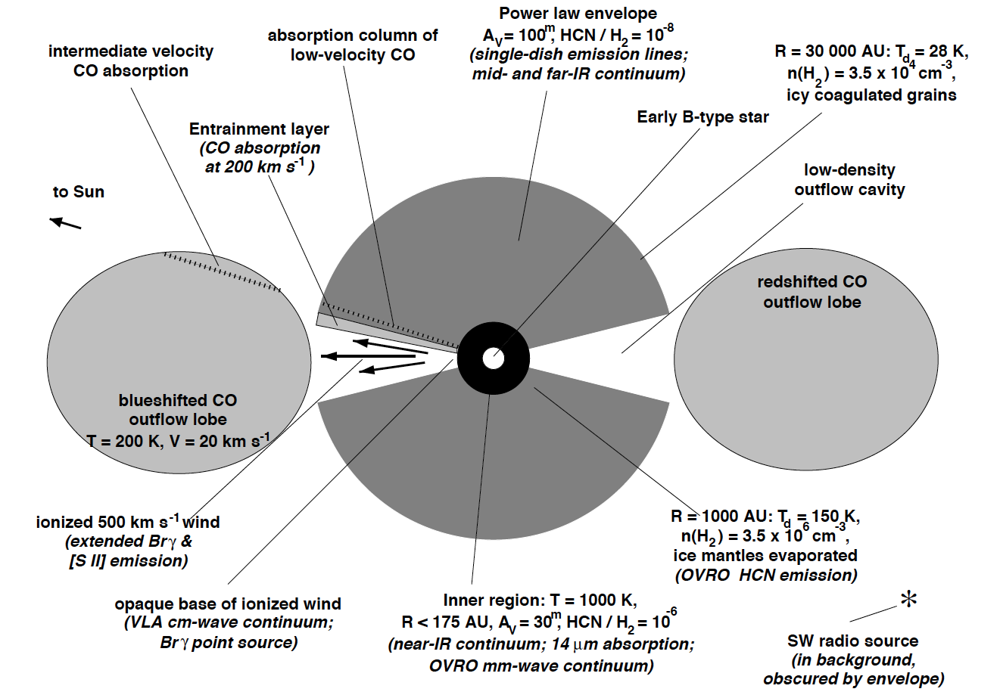 Power law envelope
A_V = 100^m, HCN / H_2 = 10^-8
(single-dish emission lines;
mid- and far-IR continuum)
absorption column of
low-velocity CO
intermediate velocity
CO absorption
R = 30 000 AU: T_d = 28 K,
n(H_2) = 3.5 x 10^4 cm^-3,
icy coagulated grains
Early B-type star
Entrainment layer
(CO absorption
at 200 km s^-1)
low-density
outflow cavity
to Sun
redshifted CO
outflow lobe
blueshifted CO
outflow lobe
T = 200 K, V = 20 km s^-1
ionized 500 km s^-1 wind
(extended Brγ &
[S II] emission)
R = 1000 AU: T_d = 150 K,
n(H_2) = 3.5 x 10^6 cm^-3,
ice mantles evaporated
(OVRO HCN emission)
opaque base of ionized wind
(VLA cm-wave continuum;
Brγ point source)
Inner region: T = 1000 K,
R < 175 AU, A_V = 30^m, HCN / H_2 = 10^-6
(near-IR continuum; 14 μm absorption;
OVRO mm-wave continuum)
*
SW radio source
(in background,
obscured by envelope)